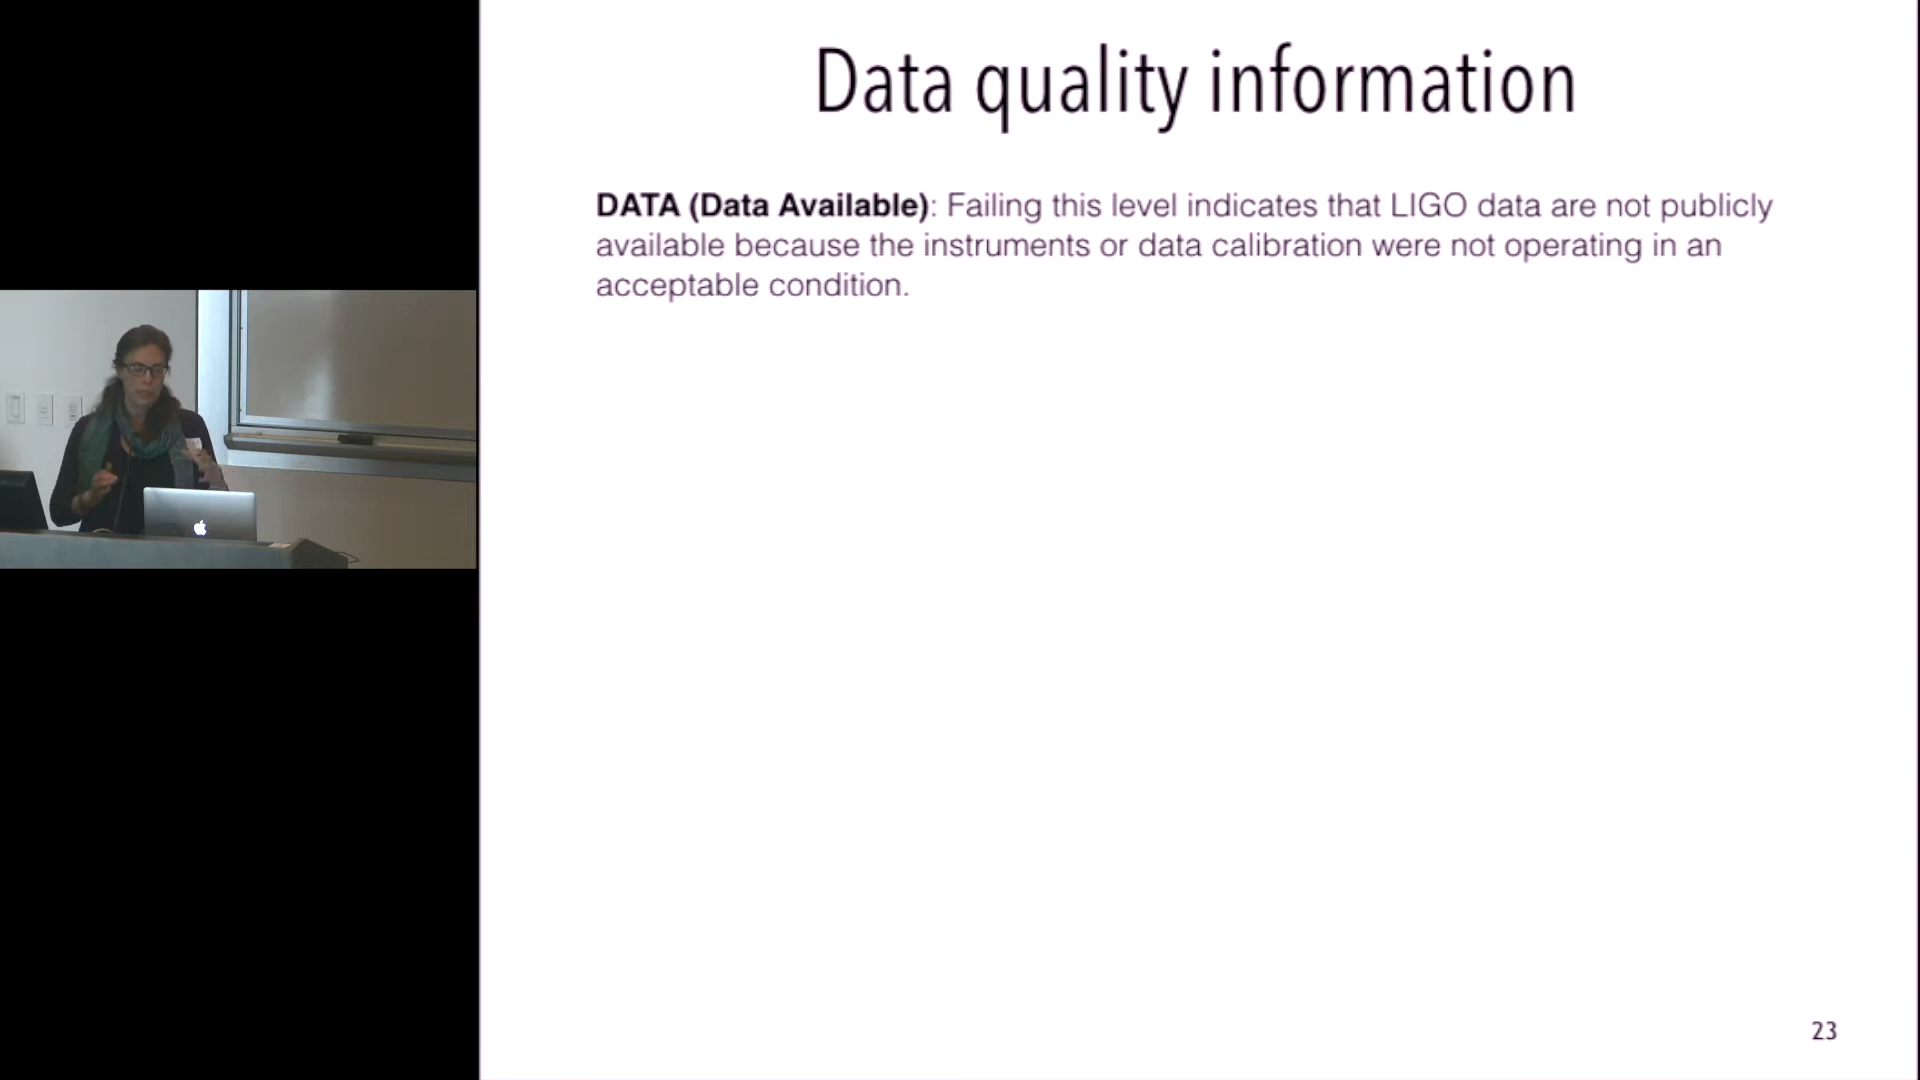 Data quality information
DATA (Data Available): Failing this level indicates that LIGO data are not publicly
available because the instruments or data calibration were not operating in an
acceptable condition.
23